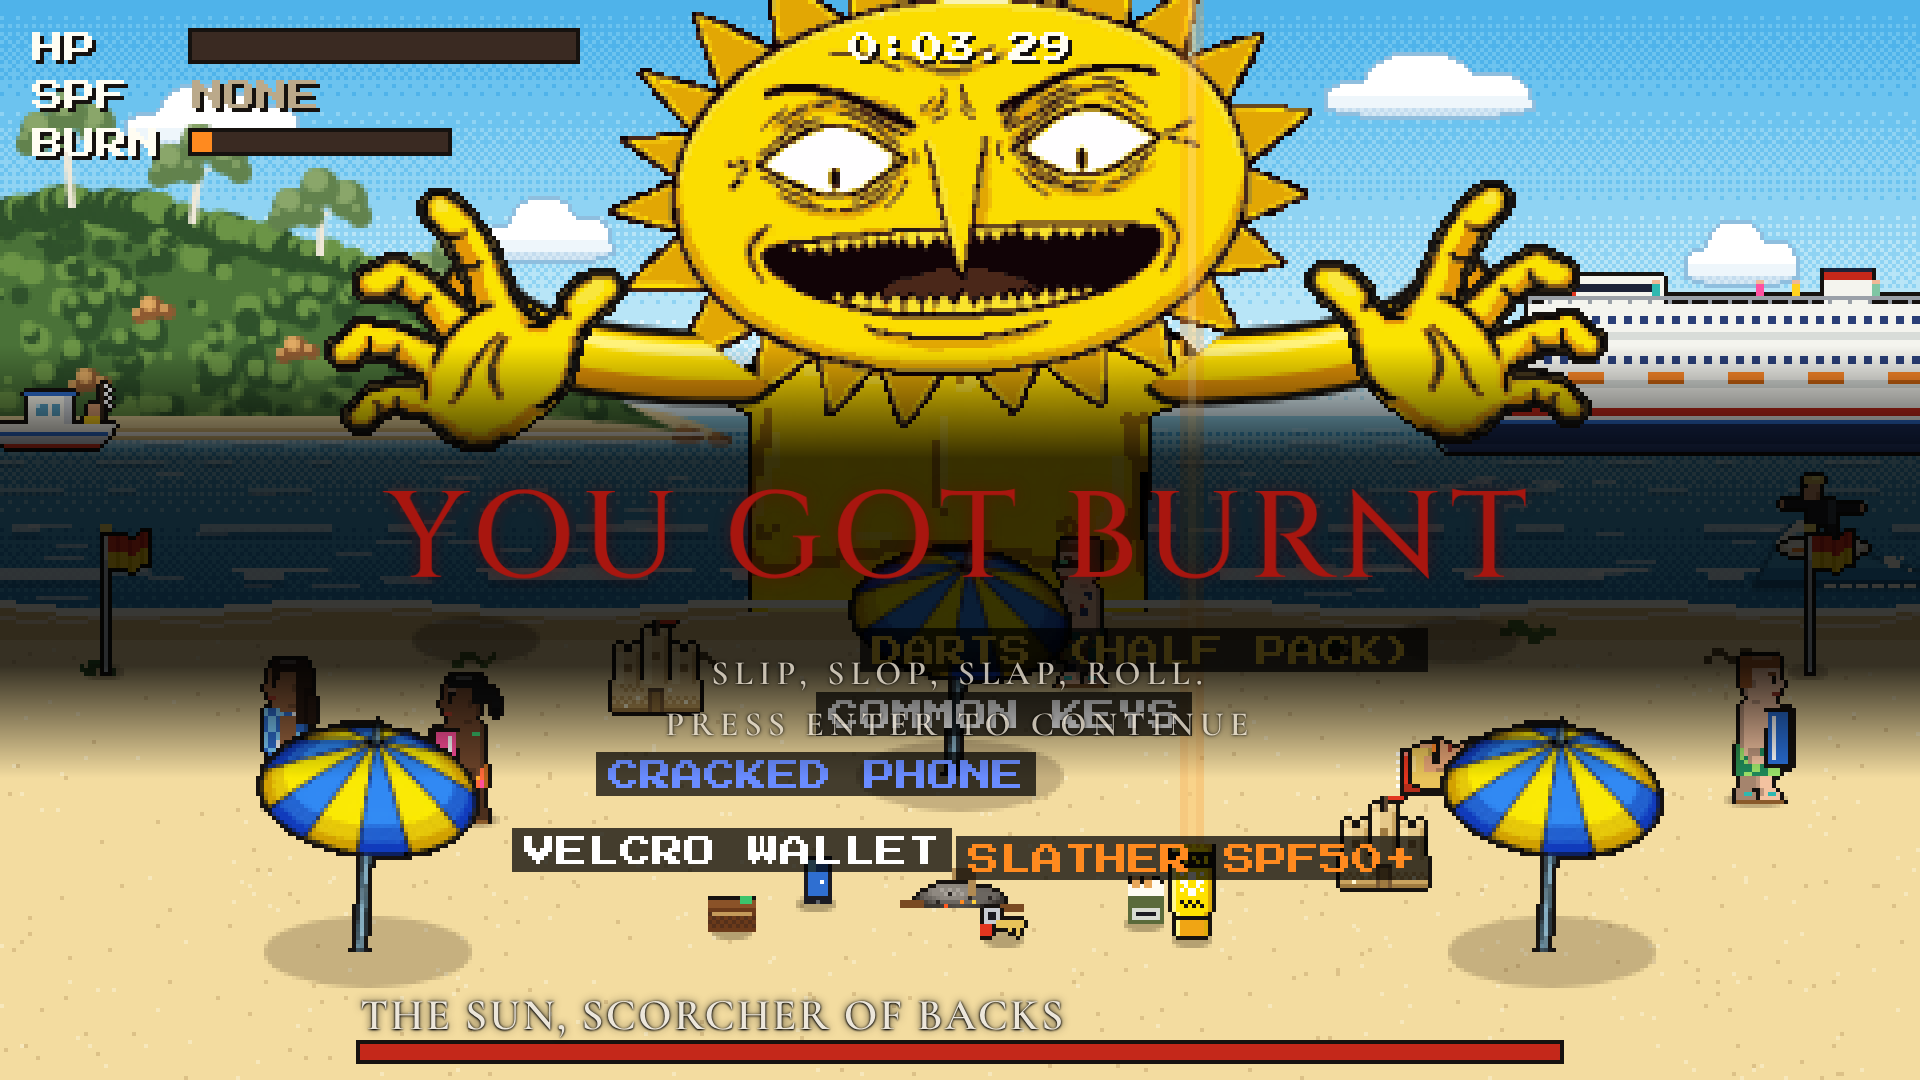 HP
0:03.29
SPF NONE
BURN
YOU GOT BURNT
DARTS (HALF PACK)
SLIP, SLOP, SLAP, ROLL.
COMMON KEYS
PRESS ENTER TO CONTINUE
CRACKED PHONE
VELCRO WALLET
SLATHER SPF50+
THE SUN, SCORCHER OF BACKS